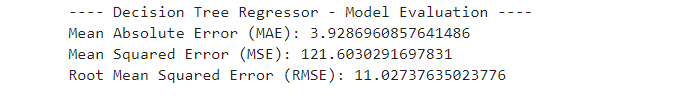 ---- Decision Tree Regressor - Model Evaluation ----
Mean Absolute Error (MAE): 3.9286960857641486
Mean Squared Error (MSE): 121.6030291697831
Root Mean Squared Error (RMSE): 11.02737635023776